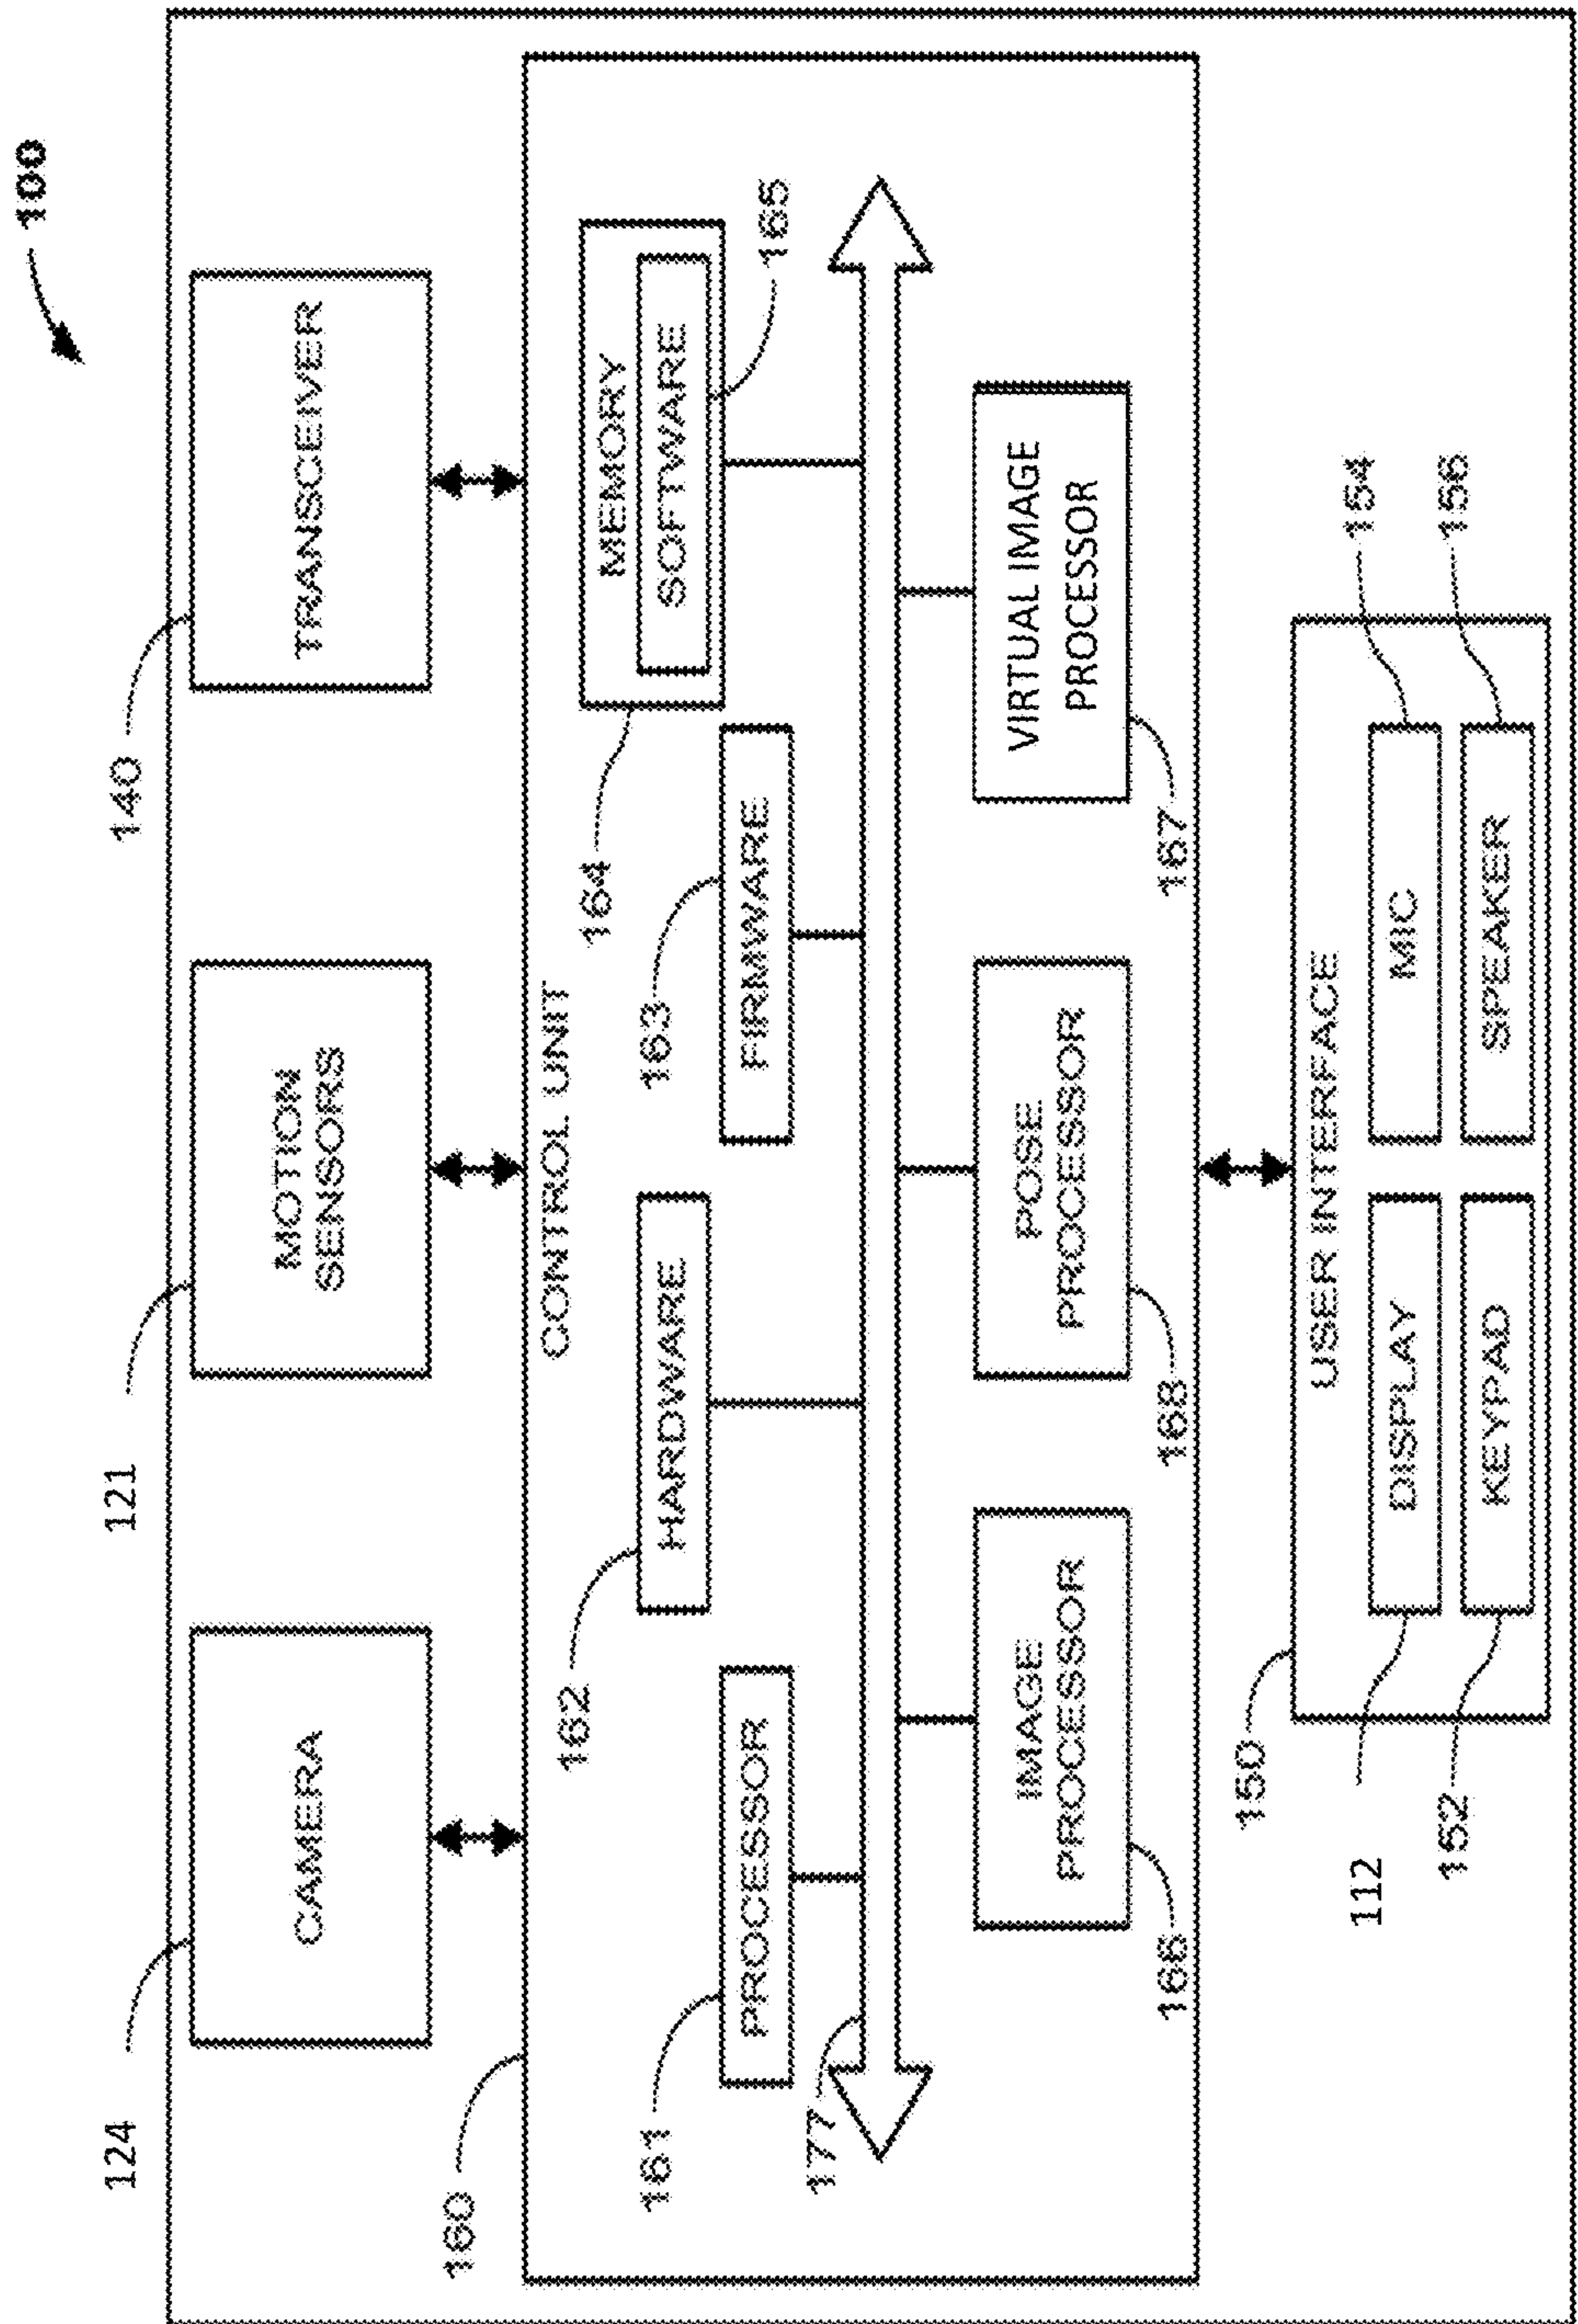 100
124
CAMERA
121
MOTION
SENSORS
140
TRANSCEIVER
160
CONTROL UNIT
161
PROCESSOR
162
HARDWARE
163
FIRMWARE
164
MEMORY
SOFTWARE
165
177
IMAGE
PROCESSOR
166
POSE
PROCESSOR
168
VIRTUAL IMAGE
PROCESSOR
167
150
USER INTERFACE
112
DISPLAY
MIC
154
152
KEYPAD
SPEAKER
156